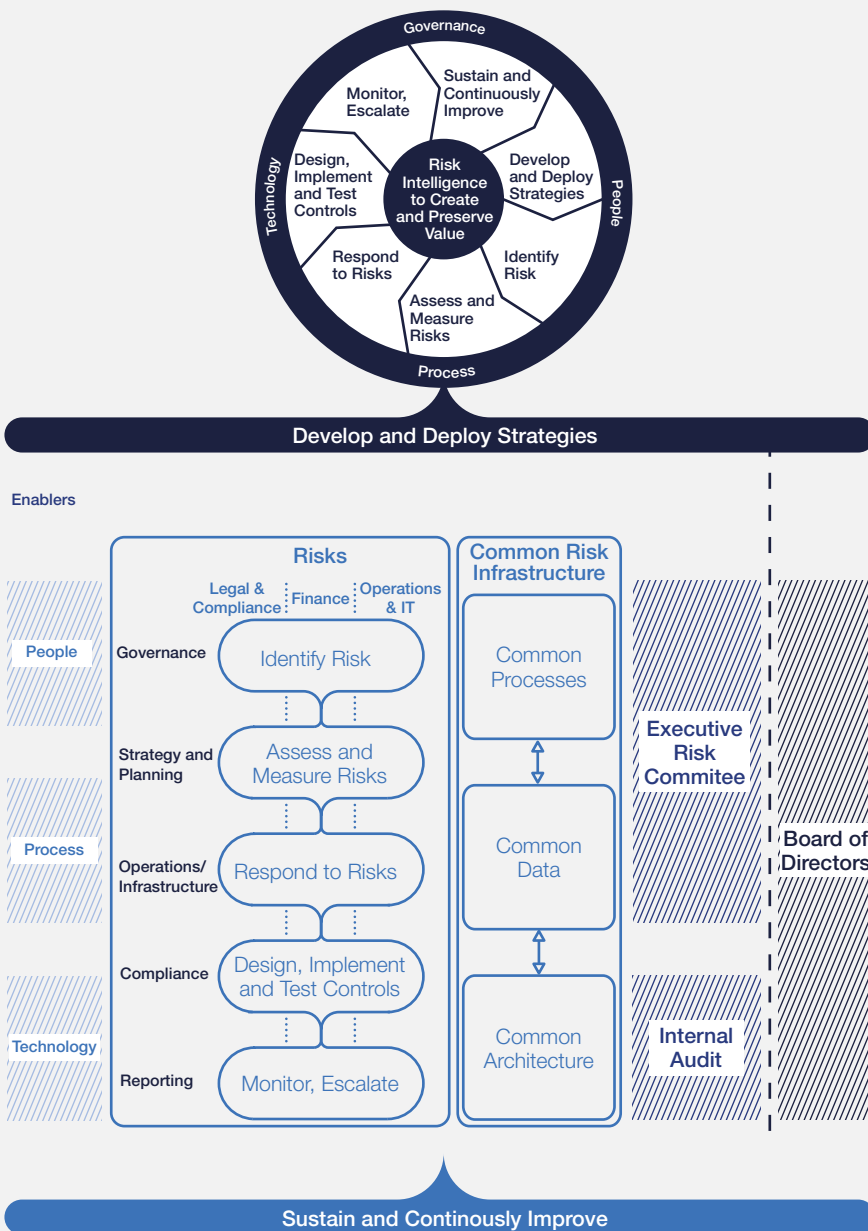 Governance
Sustain and
Continuously
Improve
Monitor,
Escalate
Develop
and Deploy
Strategies
Design,
Implement
and Test
Controls
Risk
Intelligence
to Create
and Preserve
Value
Technology
People
Respond
to Risks
Identify
Risk
Assess and
Measure
Risks
Process
Develop and Deploy Strategies
Enablers
Risks
Common Risk
Infrastructure
Legal &
Compliance
Finance
Operations
& IT
People
Governance
Identify Risk
Common
Processes
Strategy and
Planning
Assess and
Measure Risks
Executive
Risk
Commitee
Process
Operations/
Infrastructure
Respond to Risks
Common
Data
Board of
Directors
Compliance
Design, Implement
and Test Controls
Technology
Common
Architecture
Internal
Audit
Reporting
Monitor, Escalate
Sustain and Continously Improve